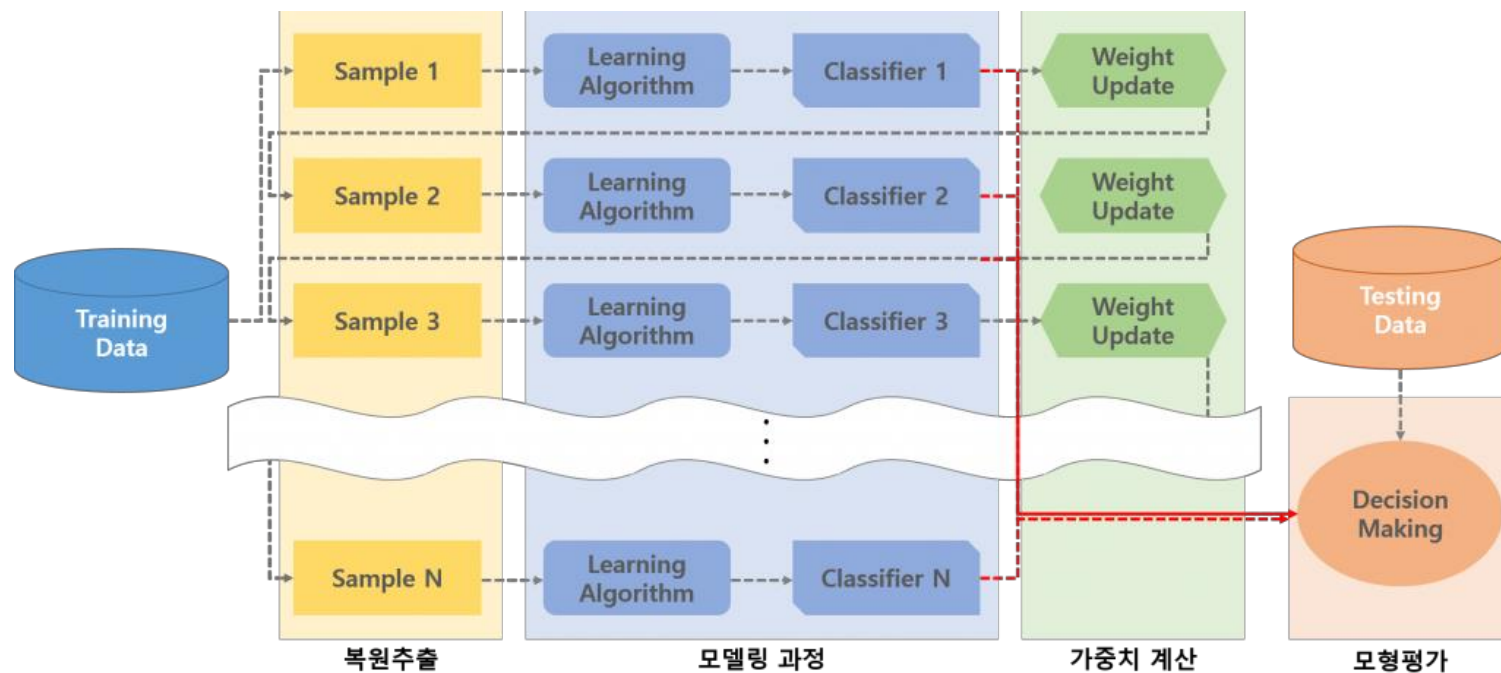 Sample 1
Learning
Algorithm
Classifier 1
Weight
Update
Sample 2
Learning
Algorithm
Classifier 2
Weight
Update
Training
Data
Sample 3
Learning
Algorithm
Classifier 3
Weight
Update
Testing
Data
Sample N
Learning
Algorithm
Classifier N
Decision
Making
복원추출
모델링 과정
가중치 계산
모형평가